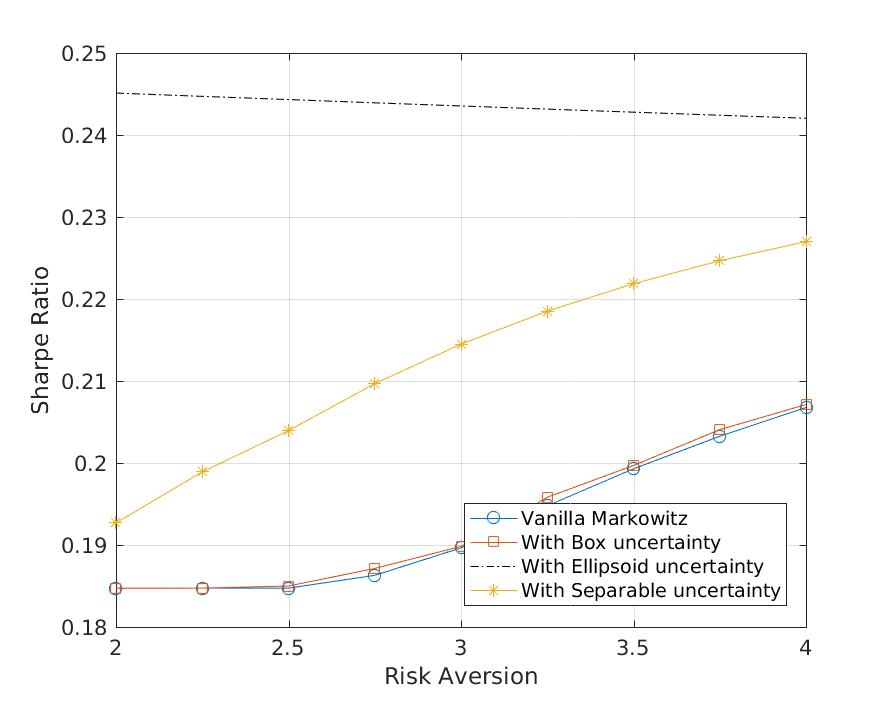 0.25
0.24
0.23
0.22
0.21
0.2
0.19
0.18
Sharpe Ratio
2
2.5
3
3.5
4
Risk Aversion
Vanilla Markowitz
With Box uncertainty
With Ellipsoid uncertainty
With Separable uncertainty